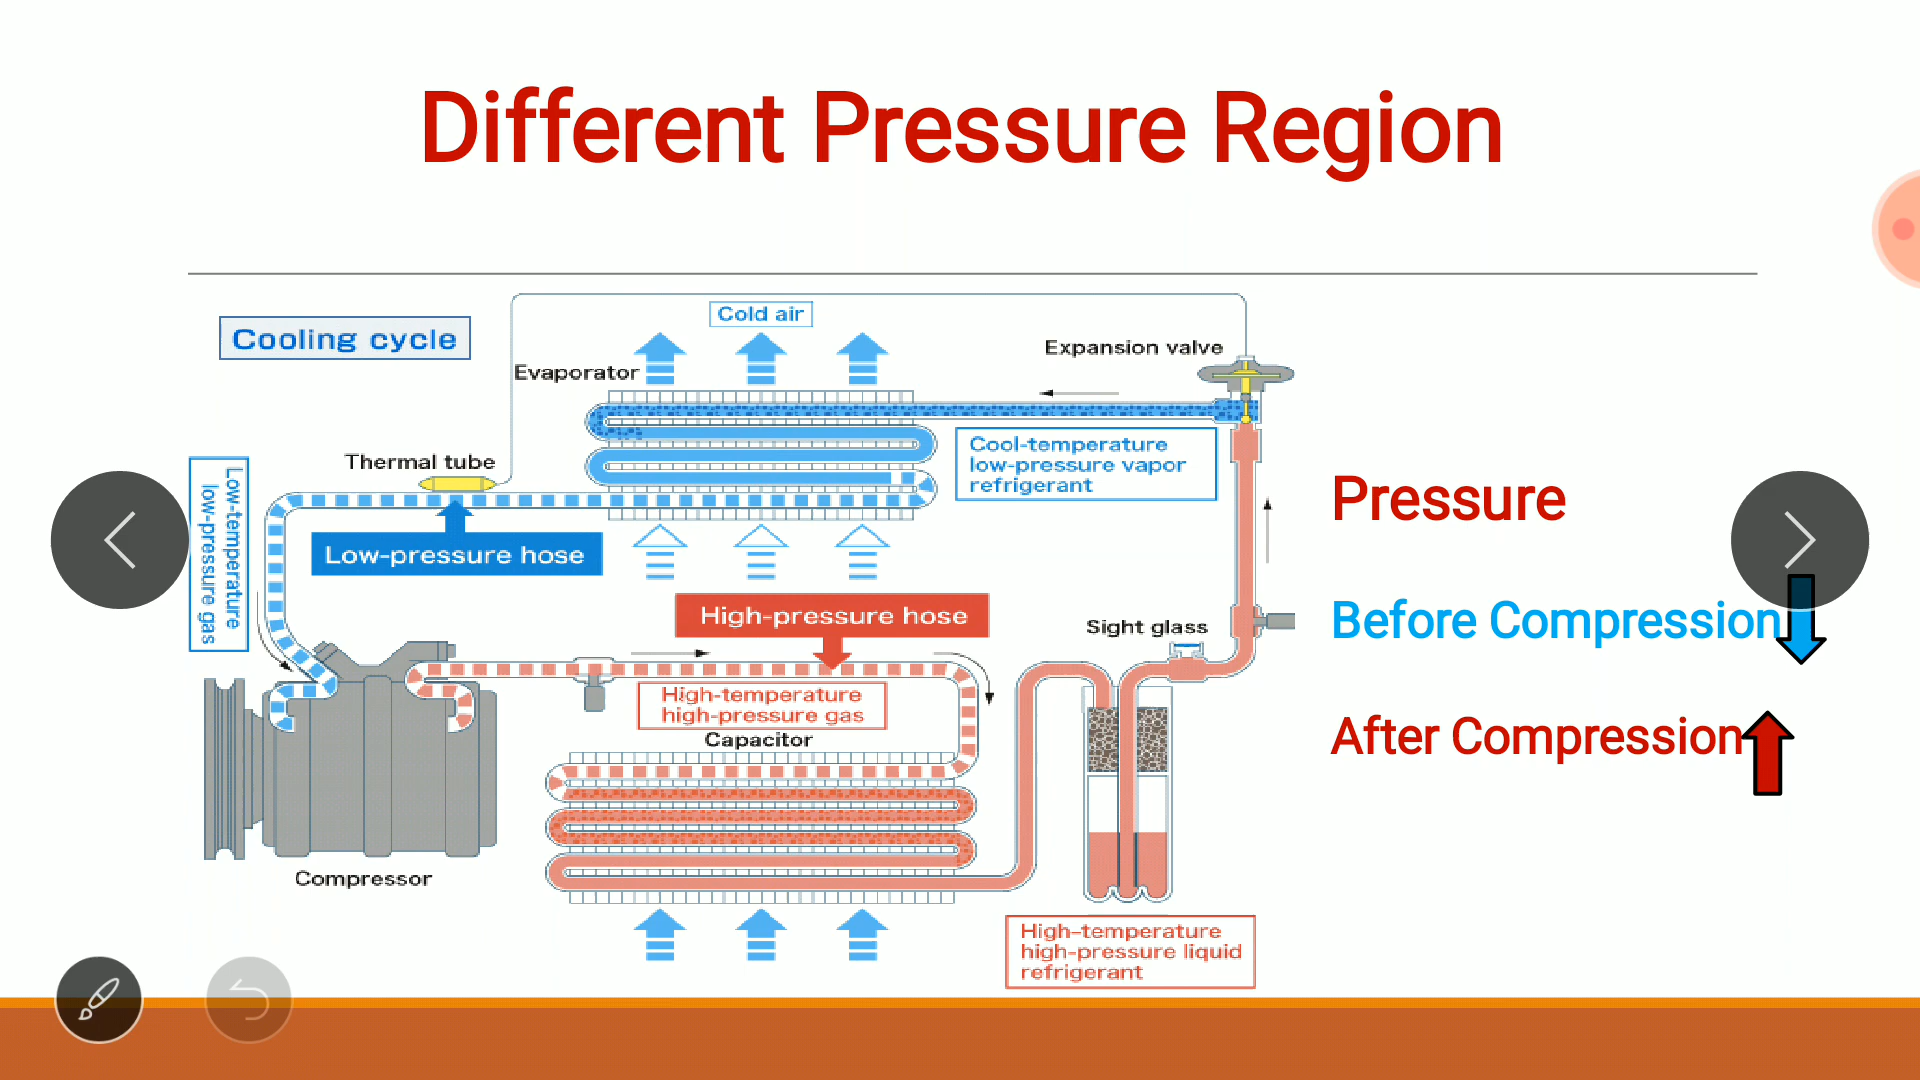 Different Pressure Region
Cooling cycle
Cold air
Evaporator
Expansion valve
Cool-temperature
low-pressure vapor
refrigerant
Thermal tube
Low-temperature
low-pressure gas
Low-pressure hose
High-pressure hose
Sight glass
High-temperature
high-pressure gas
Capacitor
Compressor
High-temperature
high-pressure liquid
refrigerant
Pressure
Before Compression
After Compression